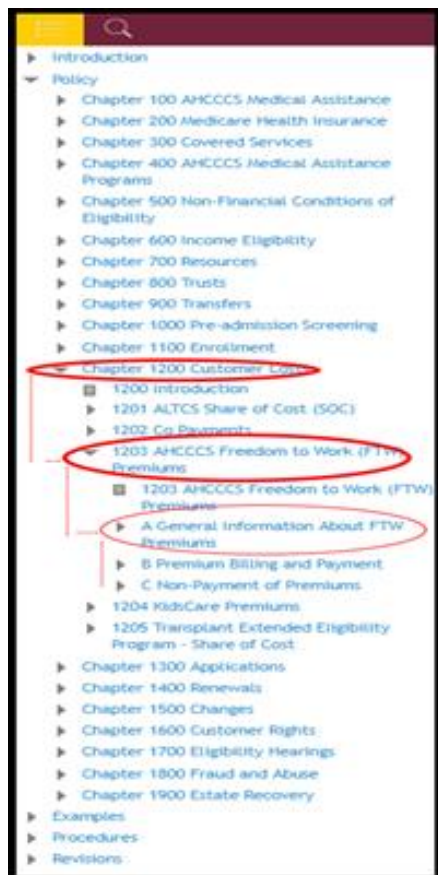 Introduction
Policy
Chapter 100 AHCCCS Medical Assistance
Chapter 200 Medicare Health Insurance
Chapter 300 Covered Services
Chapter 400 AHCCCS Medical Assistance
Programs
Chapter 500 Non-Financial Conditions of
Eligibility
Chapter 600 Income Eligibility
Chapter 700 Resources
Chapter 800 Trusts
Chapter 900 Transfers
Chapter 1000 Pre-admission Screening
Chapter 1100 Enrollment
Chapter 1200 Customer Costs
1200 Introduction
1201 ALTCS Share of Cost (SOC)
1202 Co Payments
1203 AHCCCS Freedom to Work (FTW)
Premiums
1203 AHCCCS Freedom to Work (FTW)
Premiums
A General Information About FTW
Premiums
B Premium Billing and Payment
C Non-Payment of Premiums
1204 KidsCare Premiums
1205 Transplant Extended Eligibility
Program - Share of Cost
Chapter 1300 Applications
Chapter 1400 Renewals
Chapter 1500 Changes
Chapter 1600 Customer Rights
Chapter 1700 Eligibility Hearings
Chapter 1800 Fraud and Abuse
Chapter 1900 Estate Recovery
Examples
Procedures
Revisions